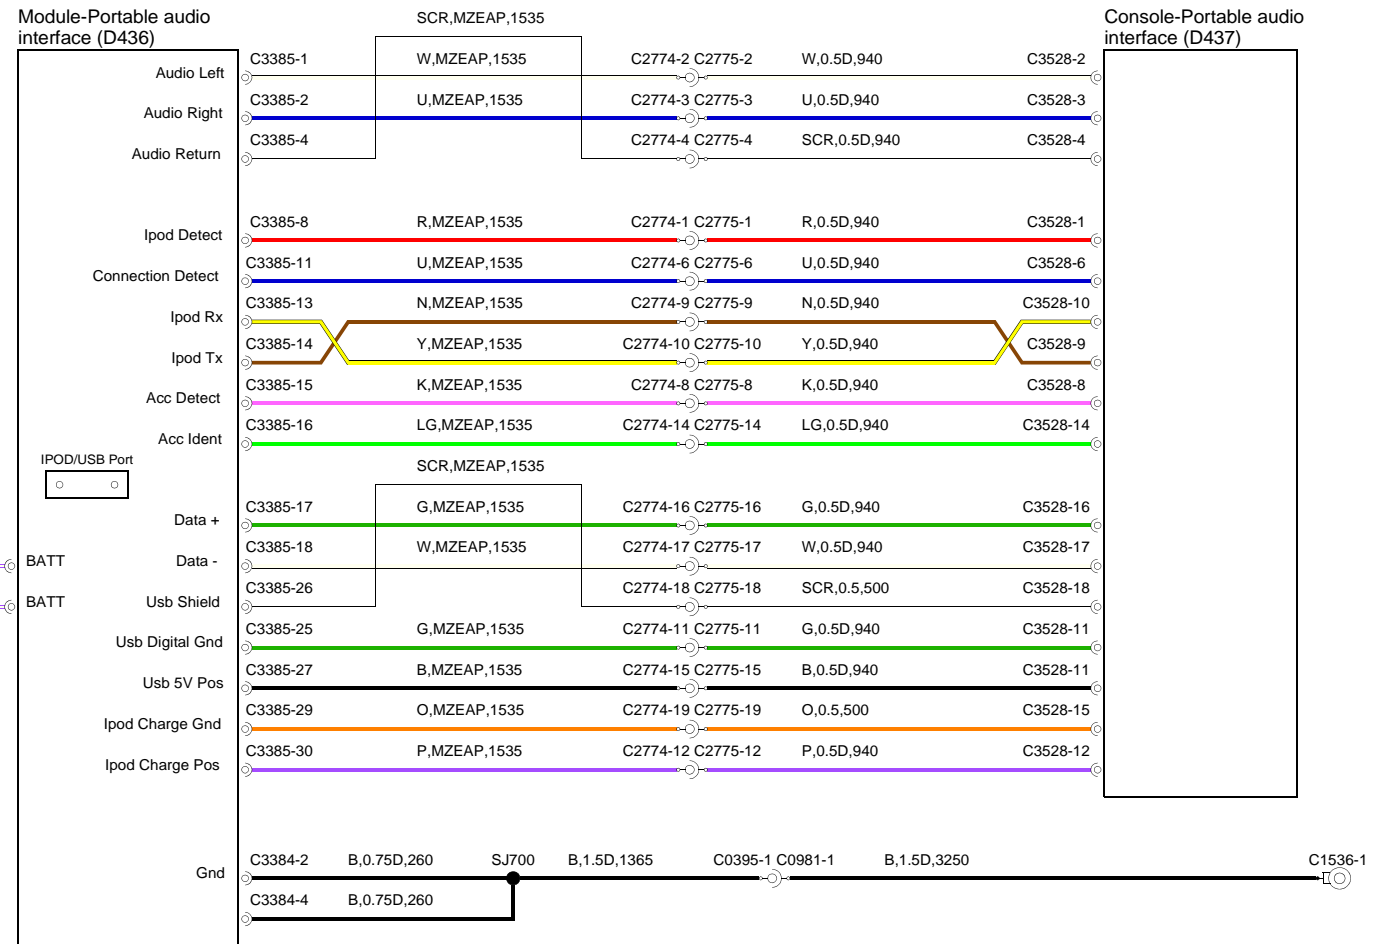 Module-Portable audio
interface (D436)
SCR,MZEAP,1535
Console-Portable audio
interface (D437)
Audio Left C3385-1 W,MZEAP,1535 C2774-2 C2775-2 W,0.5D,940 C3528-2
Audio Right C3385-2 U,MZEAP,1535 C2774-3 C2775-3 U,0.5D,940 C3528-3
Audio Return C3385-4 C2774-4 C2775-4 SCR,0.5D,940 C3528-4
Ipod Detect C3385-8 R,MZEAP,1535 C2774-1 C2775-1 R,0.5D,940 C3528-1
Connection Detect C3385-11 U,MZEAP,1535 C2774-6 C2775-6 U,0.5D,940 C3528-6
Ipod Rx C3385-13 N,MZEAP,1535 C2774-9 C2775-9 N,0.5D,940 C3528-10
Ipod Tx C3385-14 Y,MZEAP,1535 C2774-10 C2775-10 Y,0.5D,940 C3528-9
Acc Detect C3385-15 K,MZEAP,1535 C2774-8 C2775-8 K,0.5D,940 C3528-8
Acc Ident C3385-16 LG,MZEAP,1535 C2774-14 C2775-14 LG,0.5D,940 C3528-14
IPOD/USB Port
SCR,MZEAP,1535
Data + C3385-17 G,MZEAP,1535 C2774-16 C2775-16 G,0.5D,940 C3528-16
BATT Data - C3385-18 W,MZEAP,1535 C2774-17 C2775-17 W,0.5D,940 C3528-17
BATT Usb Shield C3385-26 C2774-18 C2775-18 SCR,0.5,500 C3528-18
Usb Digital Gnd C3385-25 G,MZEAP,1535 C2774-11 C2775-11 G,0.5D,940 C3528-11
Usb 5V Pos C3385-27 B,MZEAP,1535 C2774-15 C2775-15 B,0.5D,940 C3528-11
Ipod Charge Gnd C3385-29 O,MZEAP,1535 C2774-19 C2775-19 O,0.5,500 C3528-15
Ipod Charge Pos C3385-30 P,MZEAP,1535 C2774-12 C2775-12 P,0.5D,940 C3528-12
Gnd C3384-2 B,0.75D,260 SJ700 B,1.5D,1365 C0395-1 C0981-1 B,1.5D,3250 C1536-1
C3384-4 B,0.75D,260